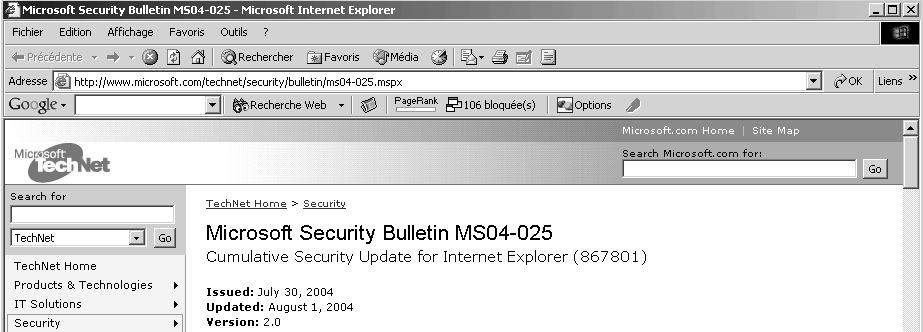 Microsoft Security Bulletin MS04-025 - Microsoft Internet Explorer
Fichier Edition Affichage Favoris Outils ?
Précédente Rechercher Favoris Média
Adresse http://www.microsoft.com/technet/security/bulletin/ms04-025.mspx OK Liens »
Google Recherche Web PageRank 106 bloquée(s) Options
Microsoft.com Home | Site Map
Microsoft TechNet
Search Microsoft.com for:
Go
Search for
TechNet Go
TechNet Home
Products & Technologies
IT Solutions
Security
TechNet Home > Security
Microsoft Security Bulletin MS04-025
Cumulative Security Update for Internet Explorer (867801)
Issued: July 30, 2004
Updated: August 1, 2004
Version: 2.0